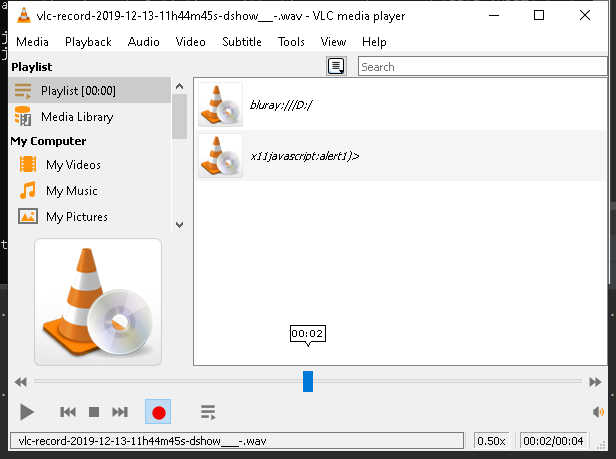 vlc-record-2019-12-13-11h44m45s-dshow___-.wav - VLC media player
Media Playback Audio Video Subtitle Tools View Help
Playlist
Search
Playlist [00:00]
Media Library
My Computer
My Videos
My Music
My Pictures
bluray:///D:/
x11javascript:alert1)>
00:02
vlc-record-2019-12-13-11h44m45s-dshow___-.wav
0.50x
00:02/00:04